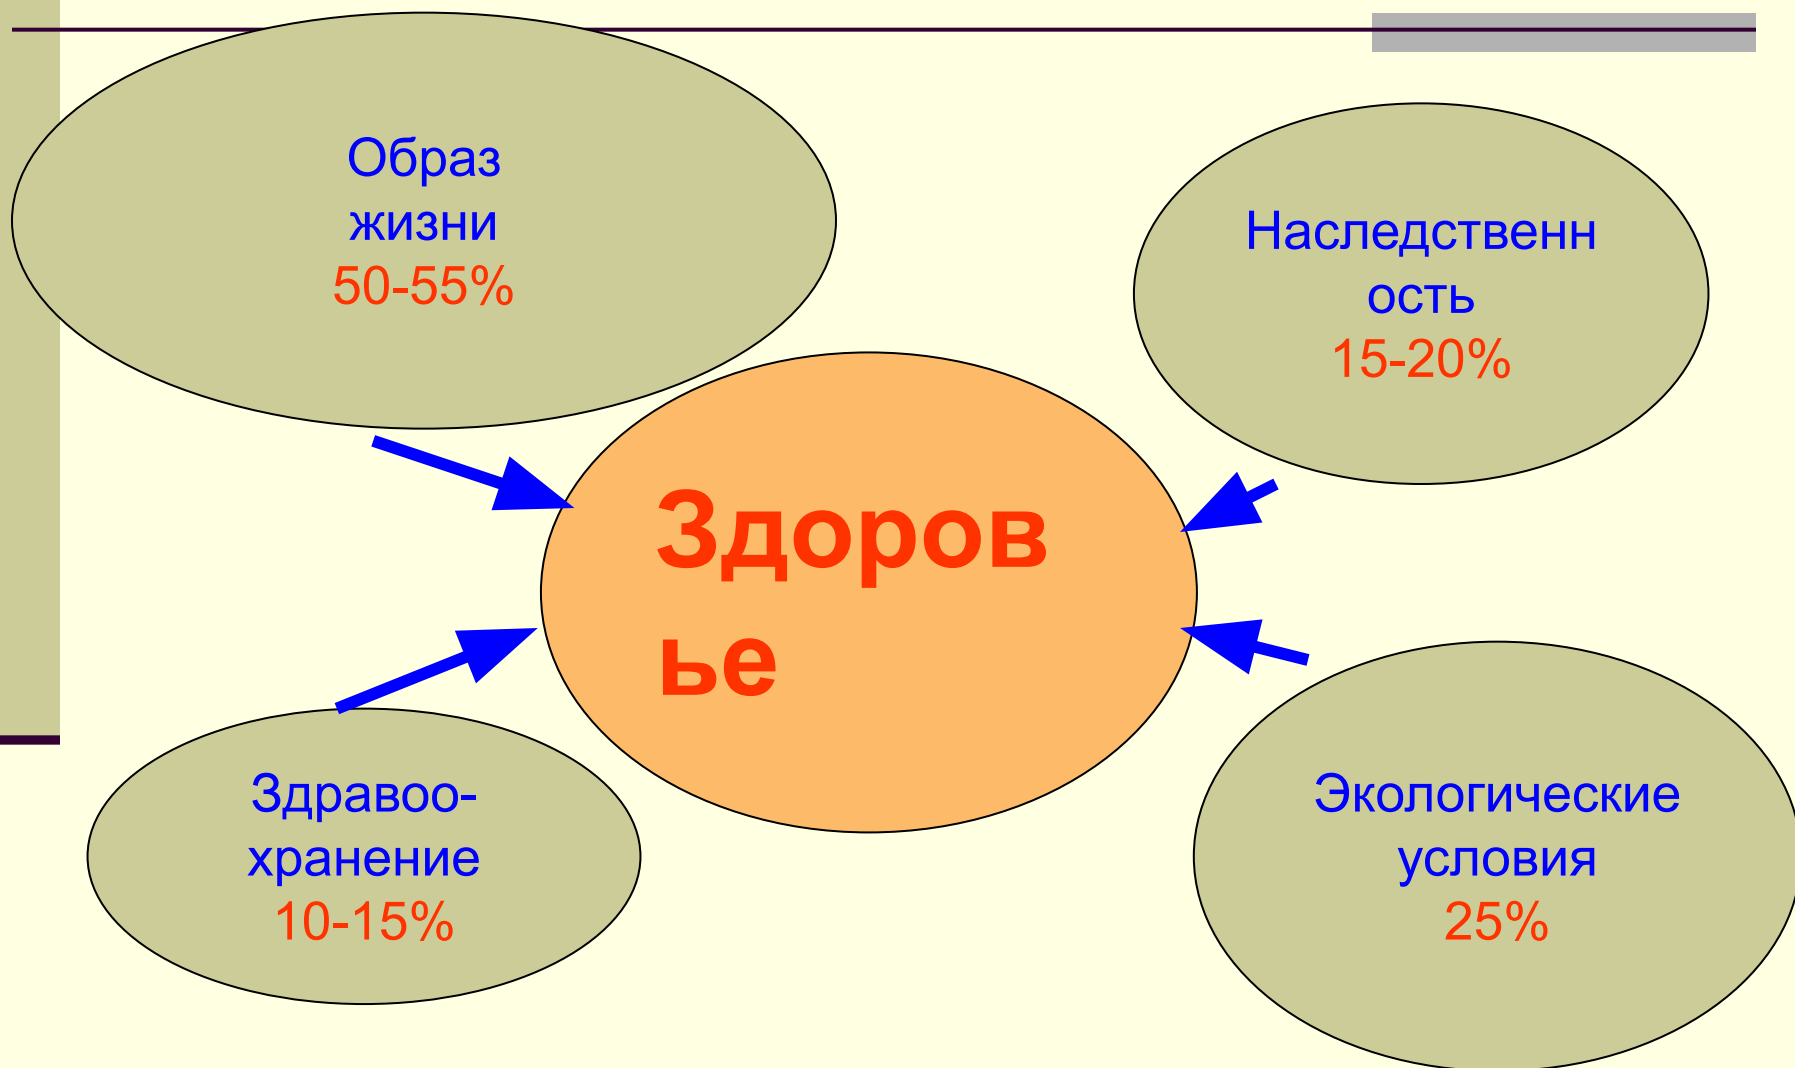 Образ
жизни
50-55%
Наследственн
ость
15-20%
Здоров
ье
Здравоо-
хранение
10-15%
Экологические
условия
25%